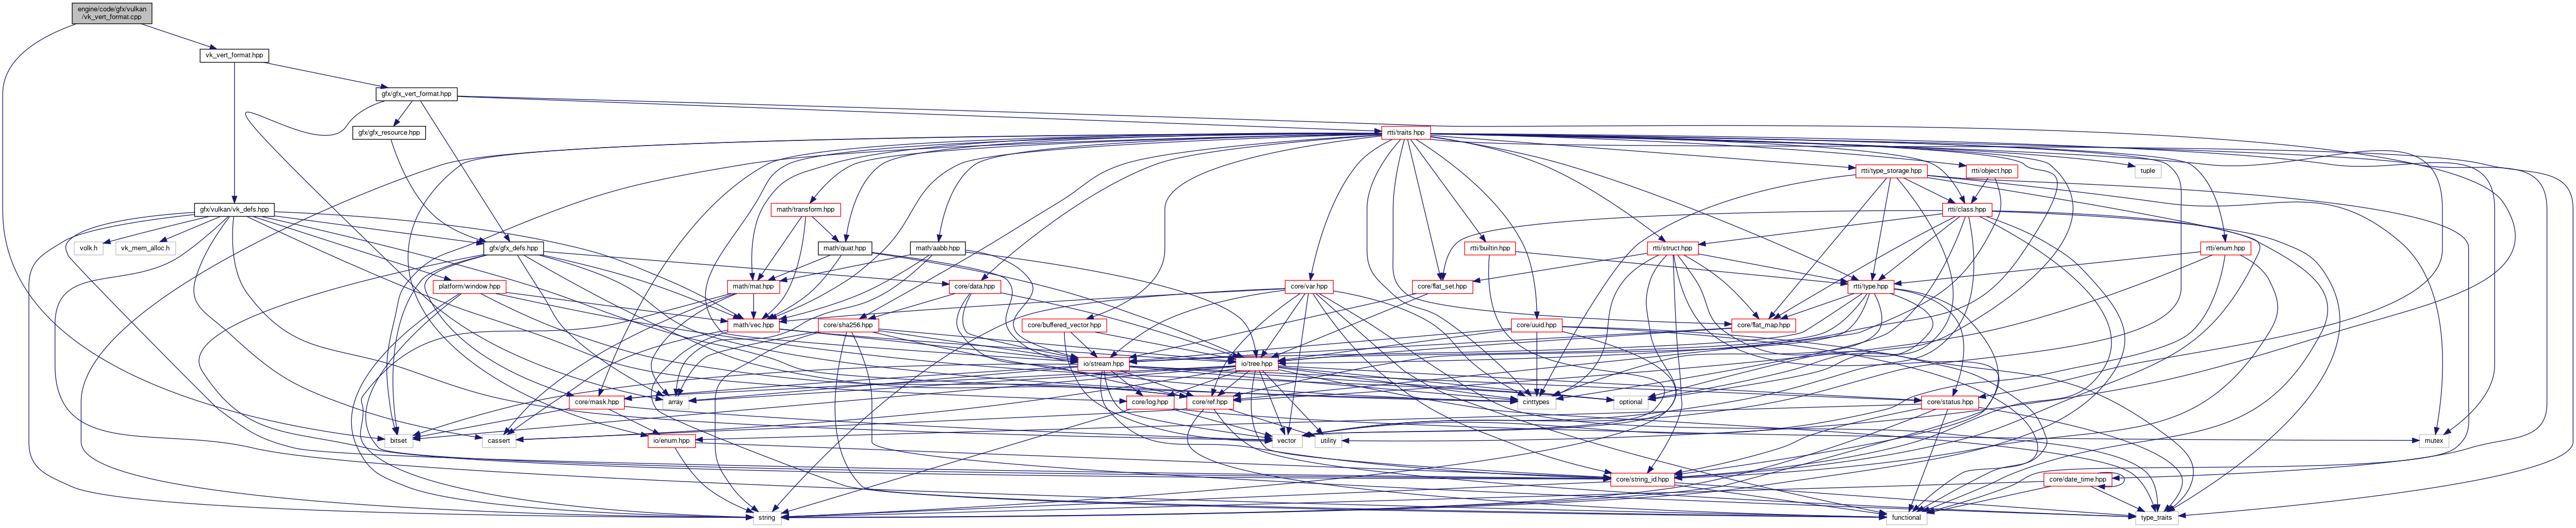 engine/code/gfx/vulkan
/vk_vert_format.cpp
vk_vert_format.hpp
gfx/gfx_vert_format.hpp
gfx/gfx_resource.hpp
rtti/traits.hpp
rtti/type_storage.hpp
rtti/object.hpp
tuple
gfx/vulkan/vk_defs.hpp
math/transform.hpp
rtti/class.hpp
volk.h
vk_mem_alloc.h
gfx/gfx_defs.hpp
math/quat.hpp
math/aabb.hpp
rtti/builtin.hpp
rtti/struct.hpp
rtti/enum.hpp
platform/window.hpp
math/mat.hpp
core/data.hpp
core/var.hpp
core/flat_set.hpp
rtti/type.hpp
math/vec.hpp
core/sha256.hpp
core/buffered_vector.hpp
core/uuid.hpp
core/flat_map.hpp
io/stream.hpp
io/tree.hpp
core/mask.hpp
array
core/log.hpp
core/ref.hpp
cinttypes
optional
core/status.hpp
bitset
cassert
io/enum.hpp
vector
utility
mutex
core/string_id.hpp
core/date_time.hpp
string
functional
type_traits